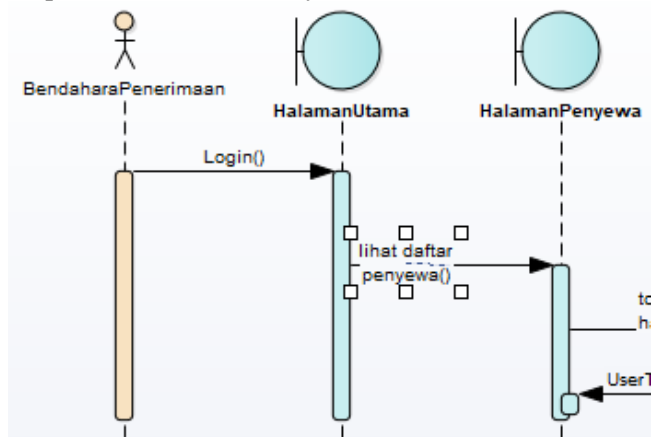 BendaharaPenerimaan
HalamanUtama
HalamanPenyewa
Login()
lihat daftar
penyewa()